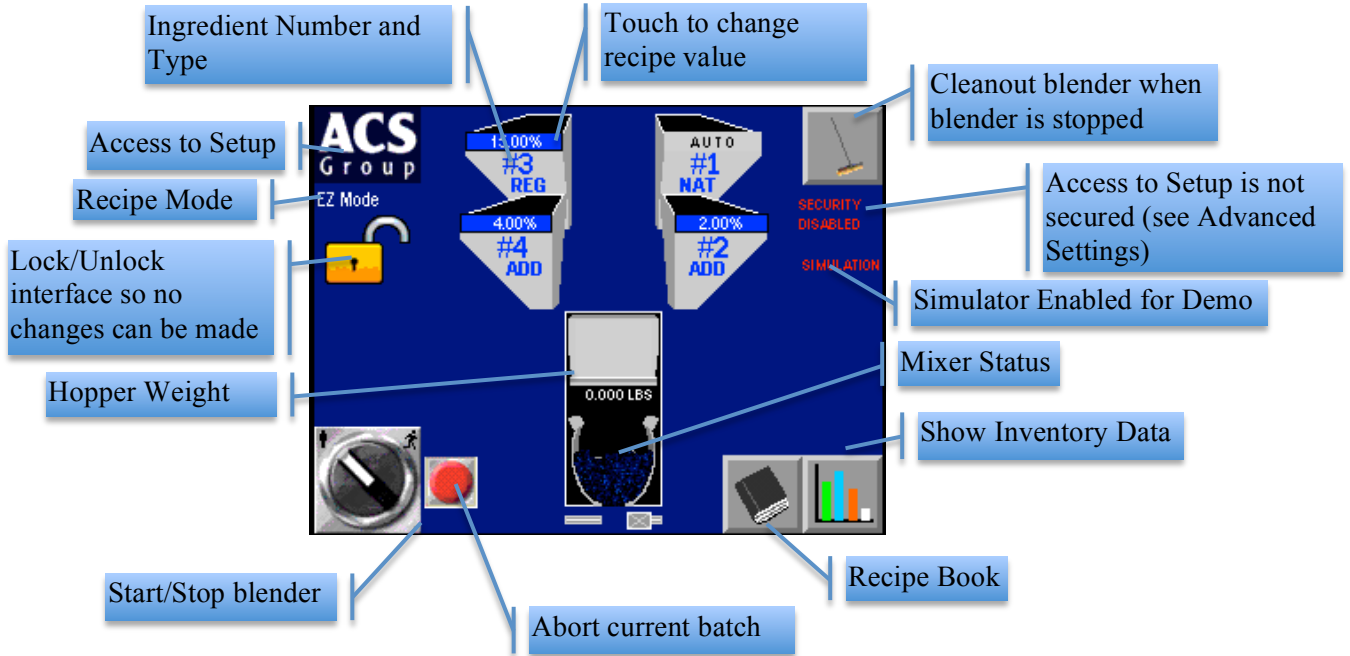 Ingredient Number and
Type
Touch to change
recipe value
Cleanout blender when
blender is stopped
Access to Setup
Recipe Mode
Lock/Unlock
interface so no
changes can be made
Hopper Weight
Access to Setup is not
secured (see Advanced
Settings)
Simulator Enabled for Demo
Mixer Status
Show Inventory Data
Recipe Book
Start/Stop blender
Abort current batch
ACS
Group
EZ Mode
15.00%
#3
REG
AUTO
#1
NAT
4.00%
#4
ADD
2.00%
#2
ADD
SECURITY
DISABLED
SIMULATION
0.000 LBS